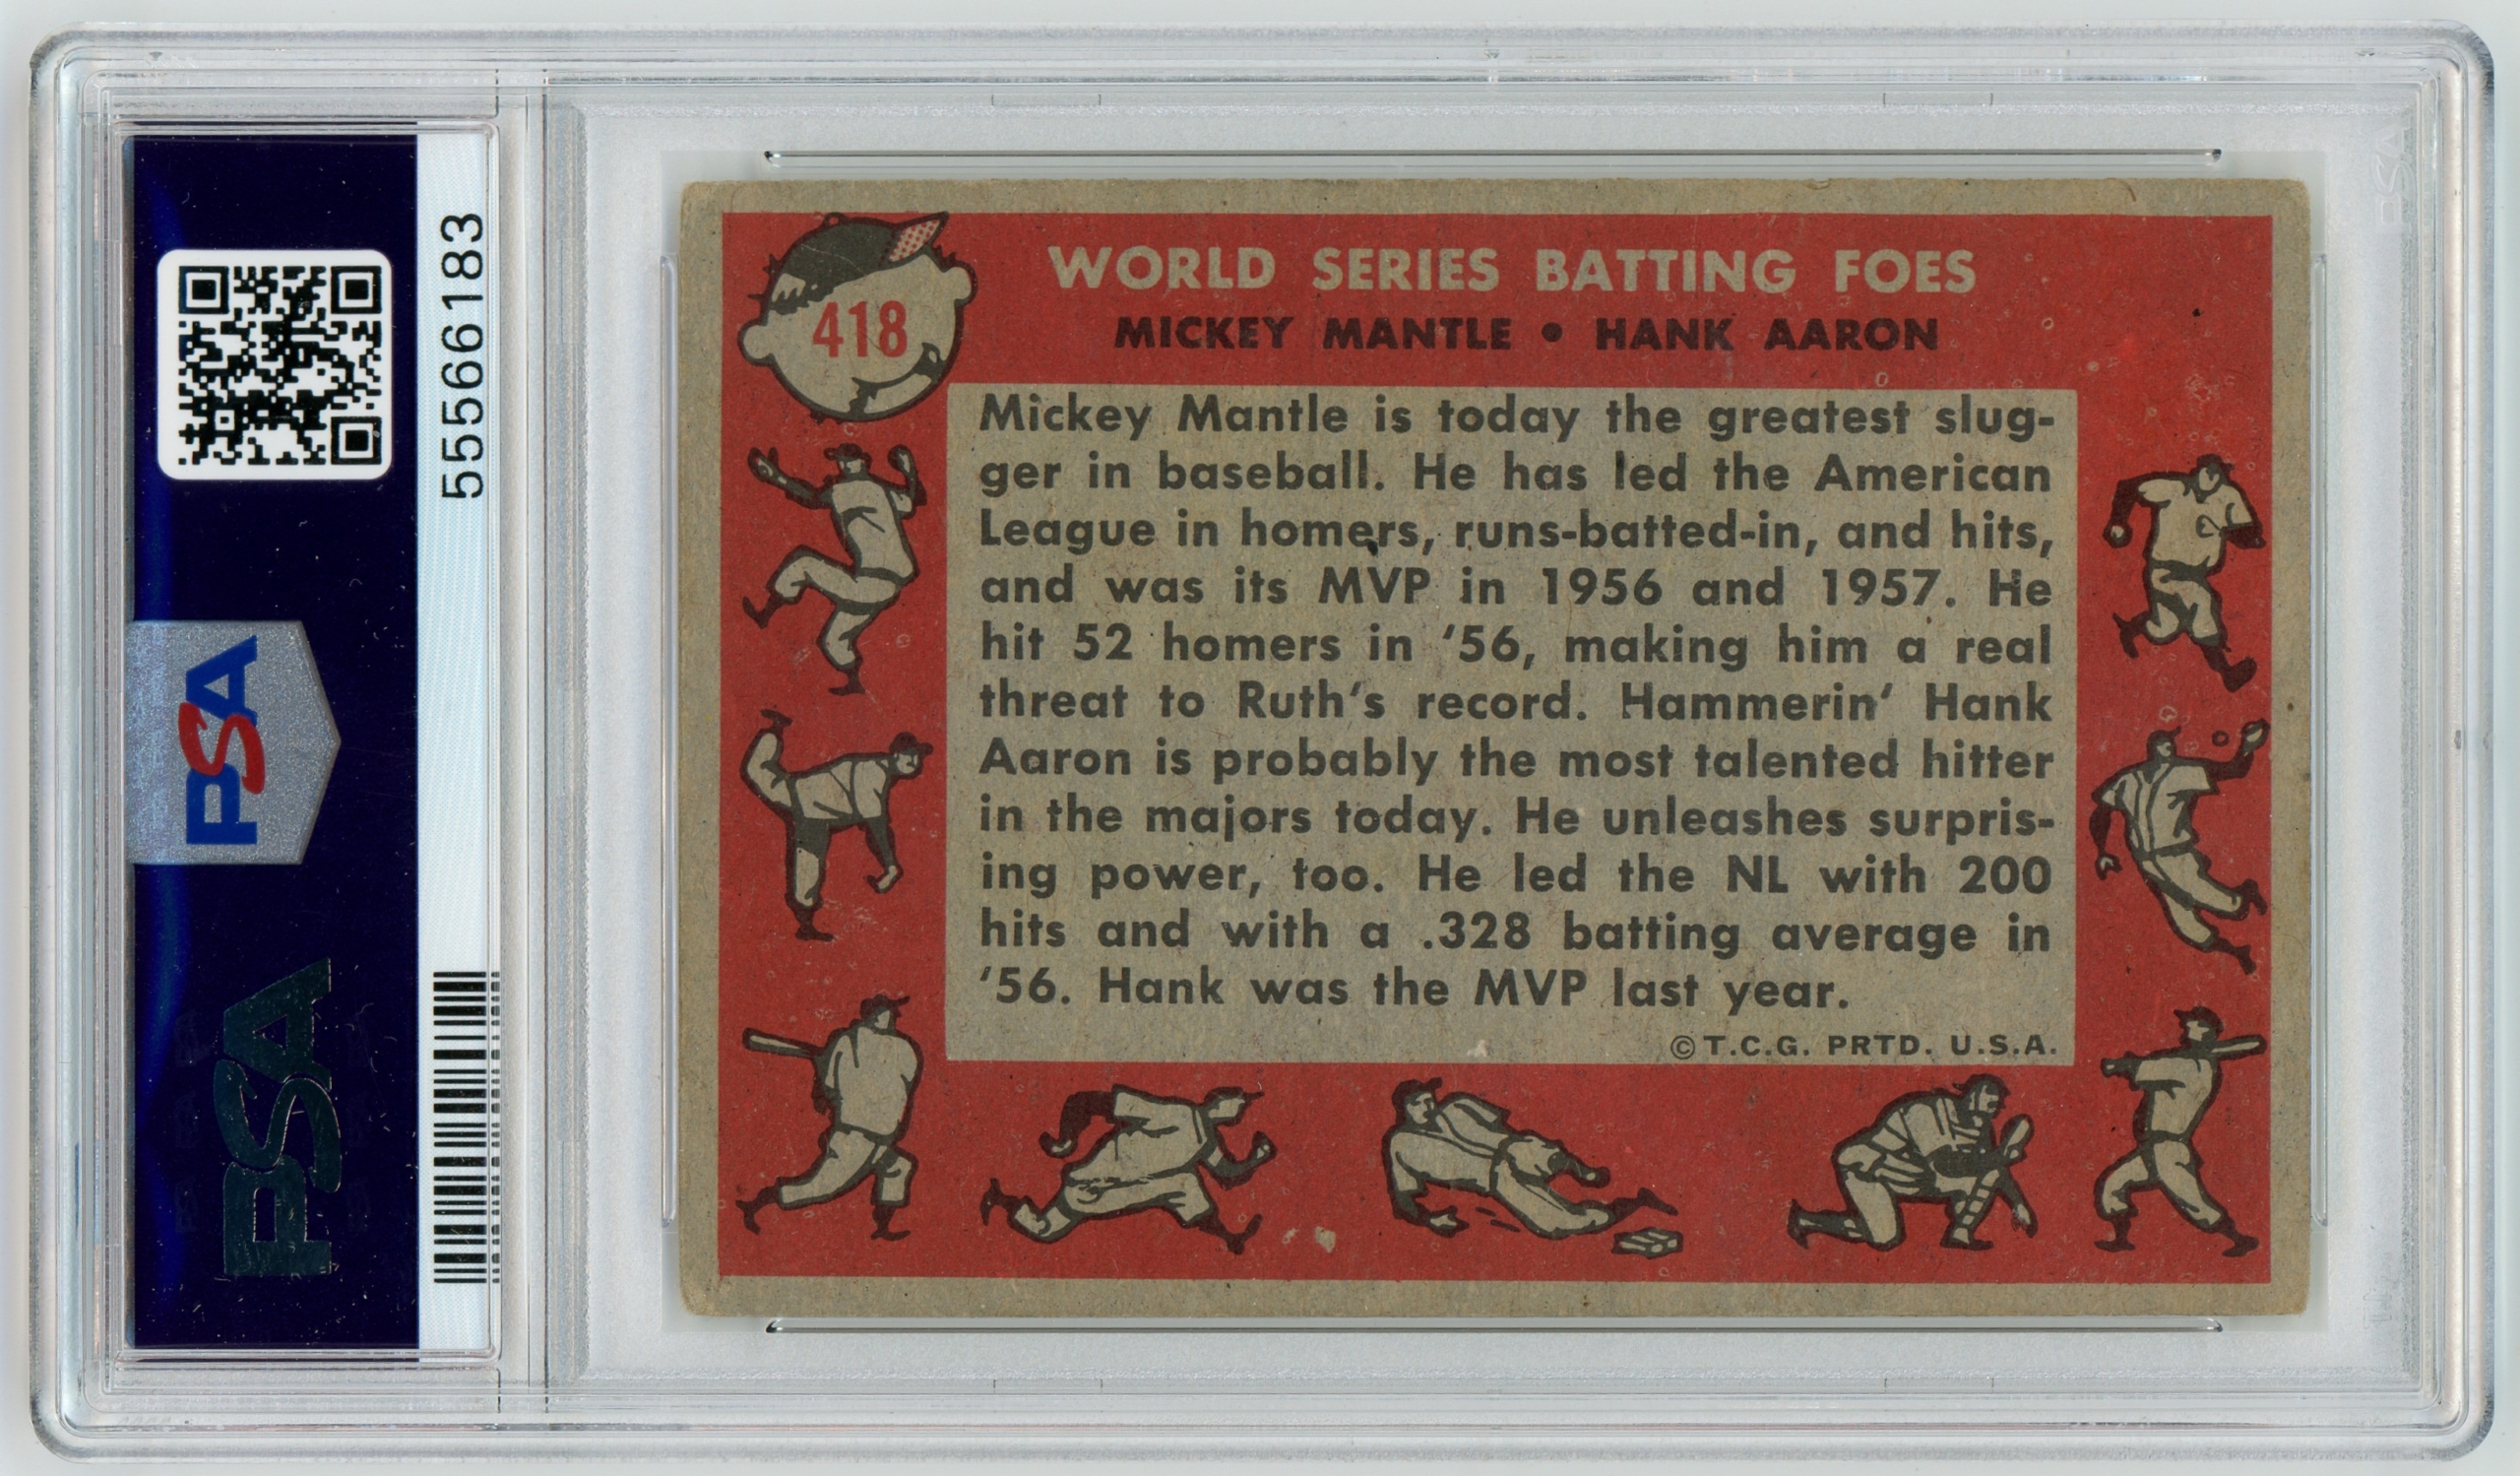 55566183
PSA
PSA
418
WORLD SERIES BATTING FOES
MICKEY MANTLE • HANK AARON
Mickey Mantle is today the greatest slug-
ger in baseball. He has led the American
League in homers, runs-batted-in, and hits,
and was its MVP in 1956 and 1957. He
hit 52 homers in ‘56, making him a real
threat to Ruth’s record. Hammerin’ Hank
Aaron is probably the most talented hitter
in the majors today. He unleashes surpris-
ing power, too. He led the NL with 200
hits and with a .328 batting average in
‘56. Hank was the MVP last year.
© T.C.G. PRTD. U.S.A.
PSA